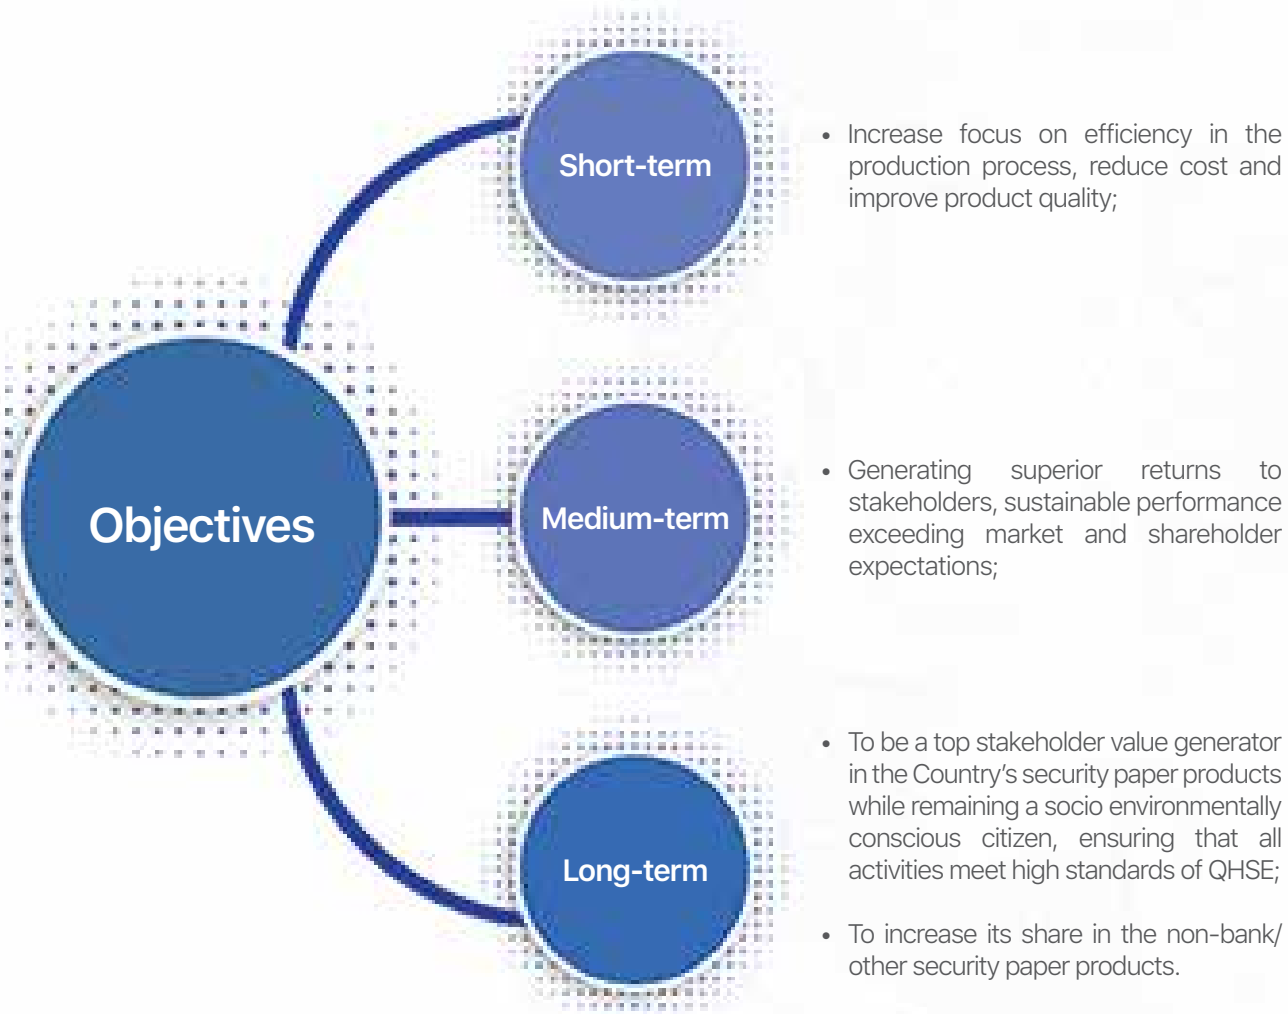 Objectives
Short-term
• Increase focus on efficiency in the
production process, reduce cost and
improve product quality;
Medium-term
• Generating superior returns to
stakeholders, sustainable performance
exceeding market and shareholder
expectations;
Long-term
• To be a top stakeholder value generator
in the Country’s security paper products
while remaining a socio environmentally
conscious citizen, ensuring that all
activities meet high standards of QHSE;
• To increase its share in the non-bank/
other security paper products.